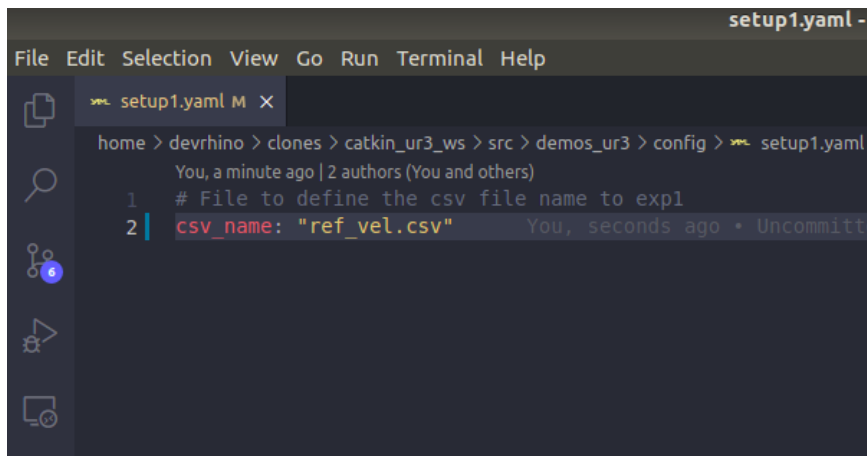 setup1.yaml -
File Edit Selection View Go Run Terminal Help
setup1.yaml M
home > devrhino > clones > catkin_ur3_ws > src > demos_ur3 > config > setup1.yaml
You, a minute ago | 2 authors (You and others)
1 # File to define the csv file name to exp1
2 csv_name: "ref_vel.csv" You, seconds ago • Uncommitt
6